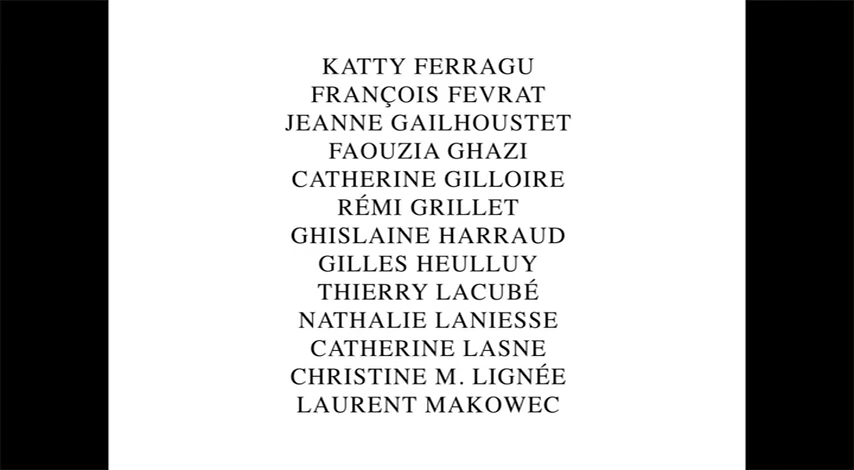 KATTY FERRAGU
FRANÇOIS FEVRAT
JEANNE GAILHOUSTET
FAOUZIA GHAZI
CATHERINE GILLOIRE
RÉMI GRILLET
GHISLAINE HARRAUD
GILLES HEULLUY
THIERRY LACUBÉ
NATHALIE LANIESSE
CATHERINE LASNE
CHRISTINE M. LIGNÉE
LAURENT MAKOWEC